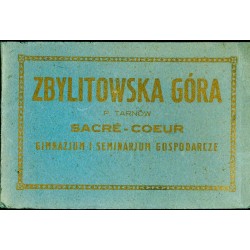 ZBYLITOWSKA GÓRA
P. TARNÓW
SACRÉ-COEUR
GIMNAZJUM I SEMINARJUM GOSPODARCZE